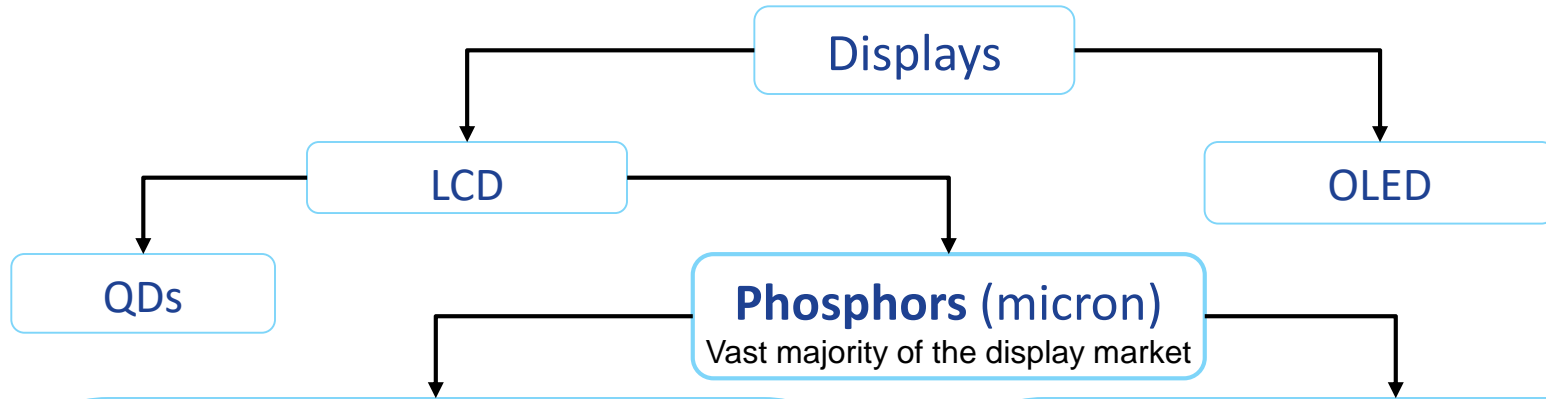 Displays
LCD
OLED
QDs
Phosphors (micron)
Vast majority of the display market